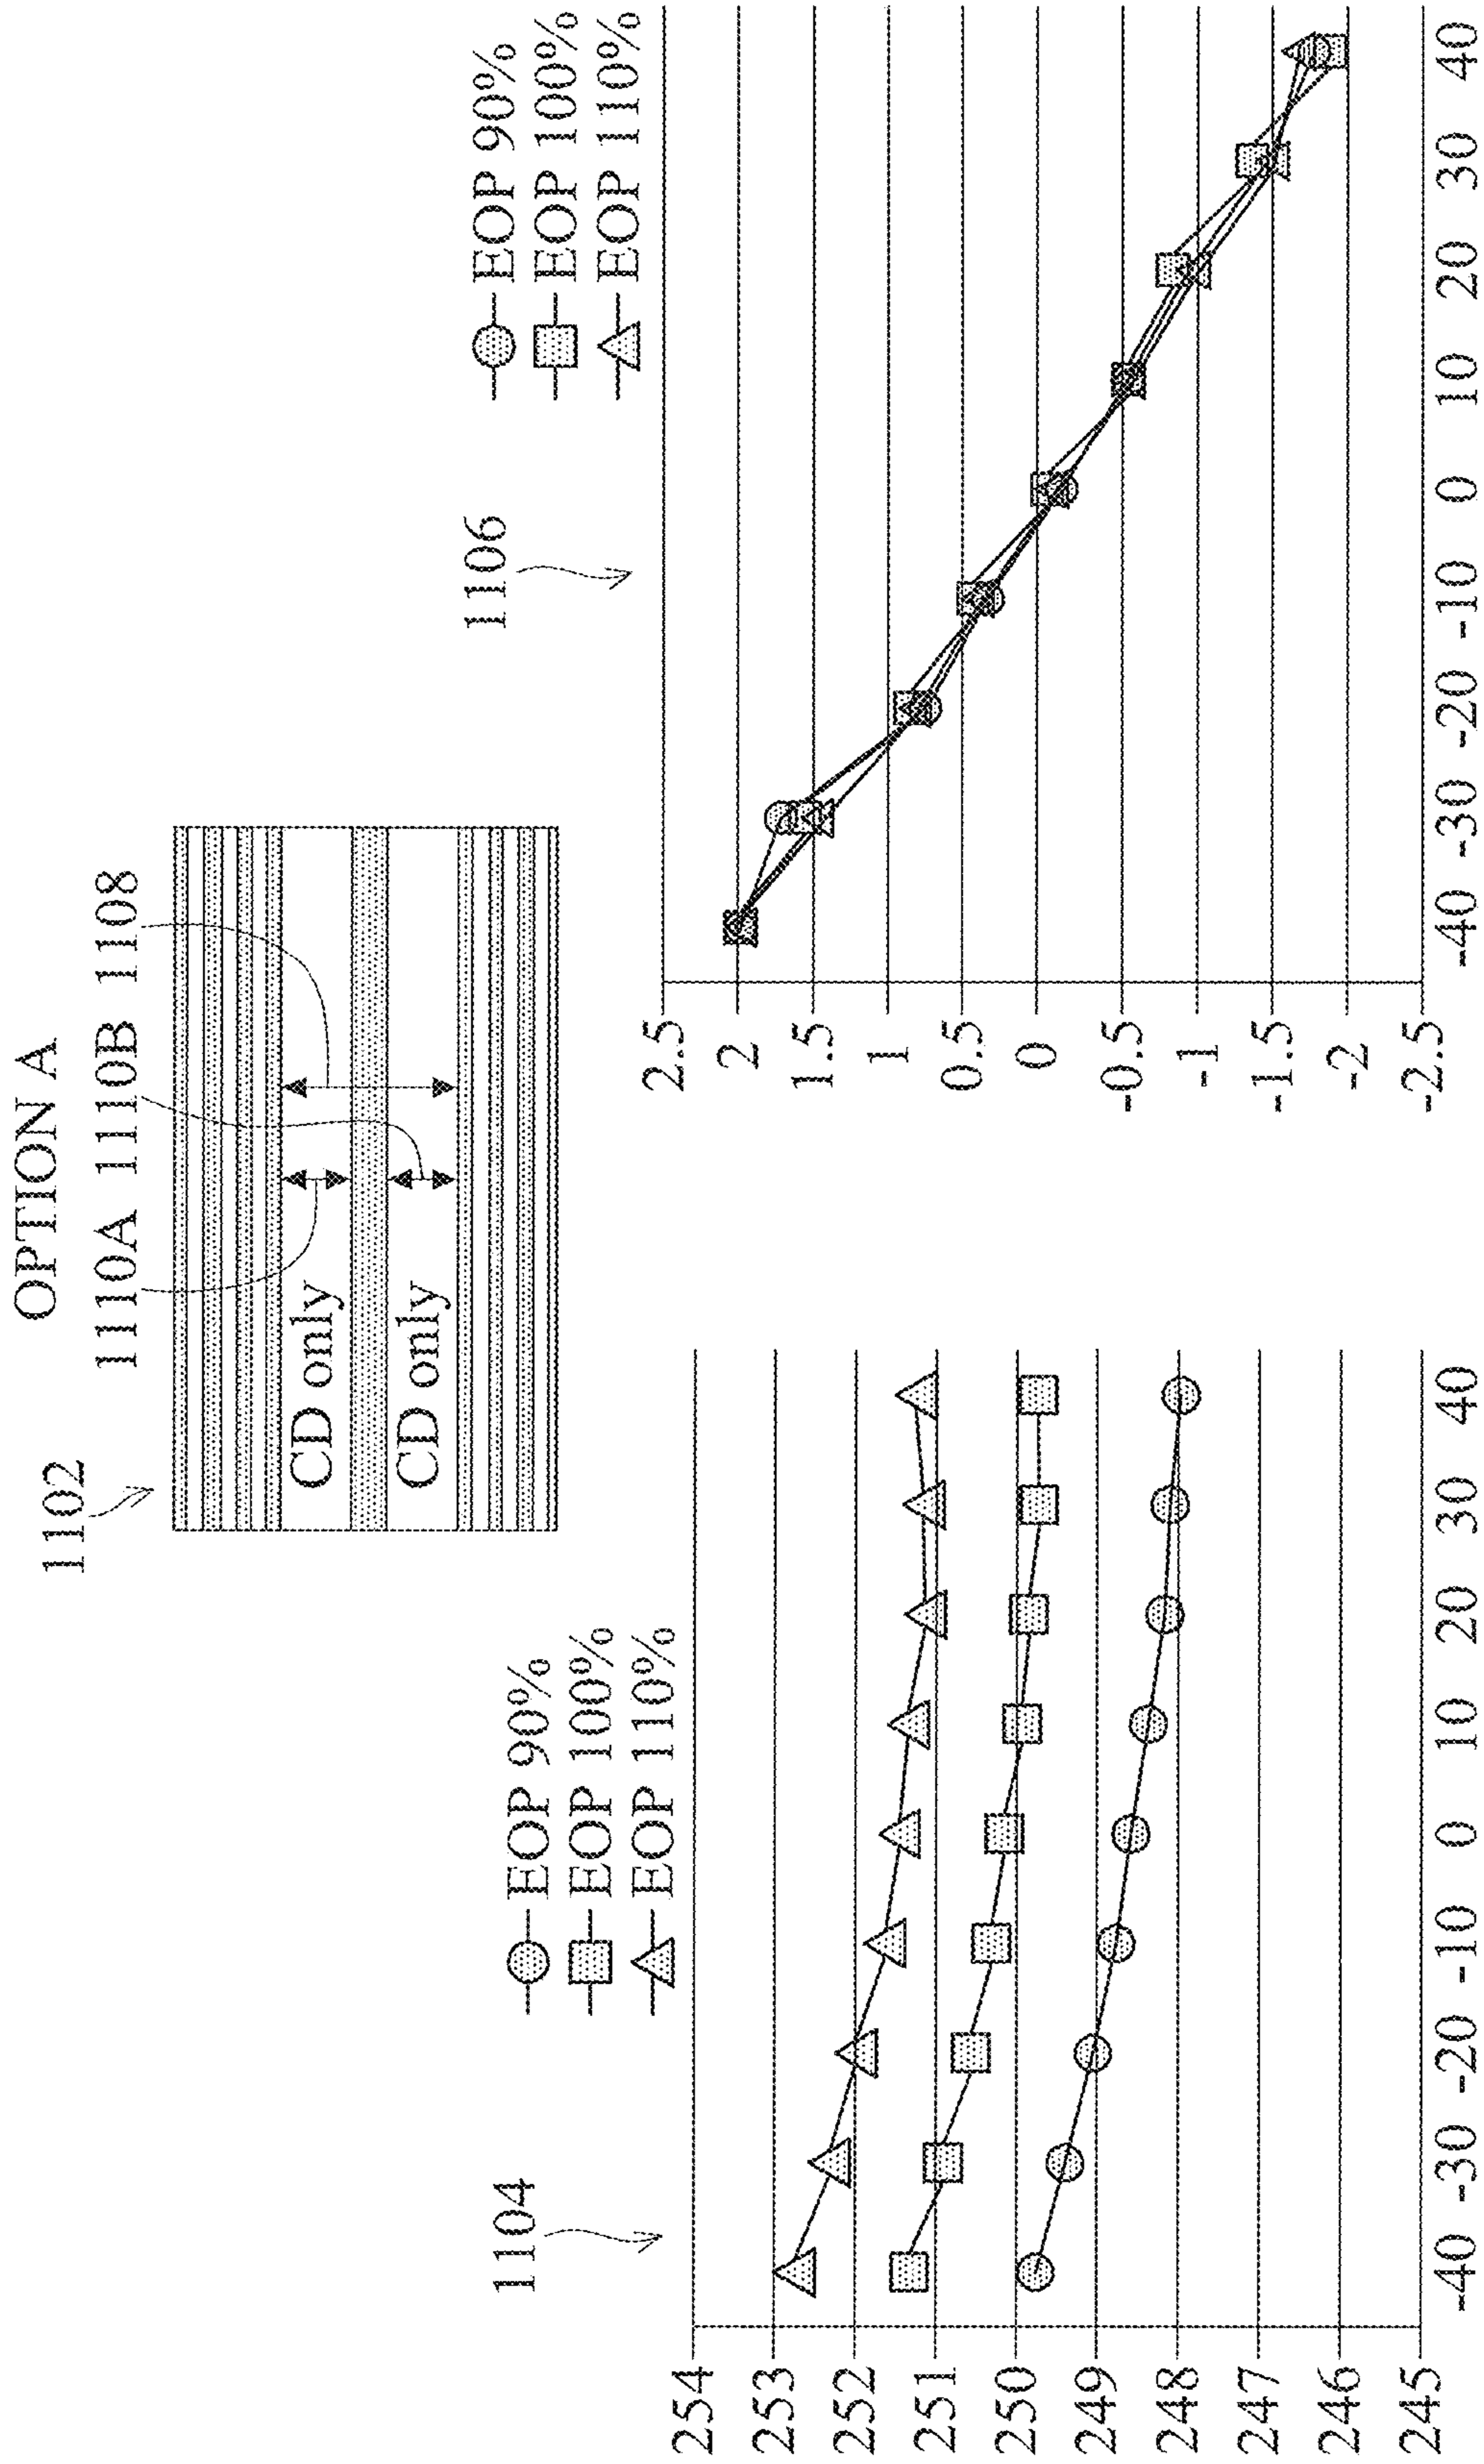 OPTION A
1102
1110A 1110B 1108
CD only
CD only
1104
EOP 90%
EOP 100%
EOP 110%
254
253
252
251
250
249
248
247
246
245
-40 -30 -20 -10 0 10 20 30 40
1106
EOP 90%
EOP 100%
EOP 110%
2.5
2
1.5
1
0.5
0
-0.5
-1
-1.5
-2
-2.5
-40 -30 -20 -10 0 10 20 30 40